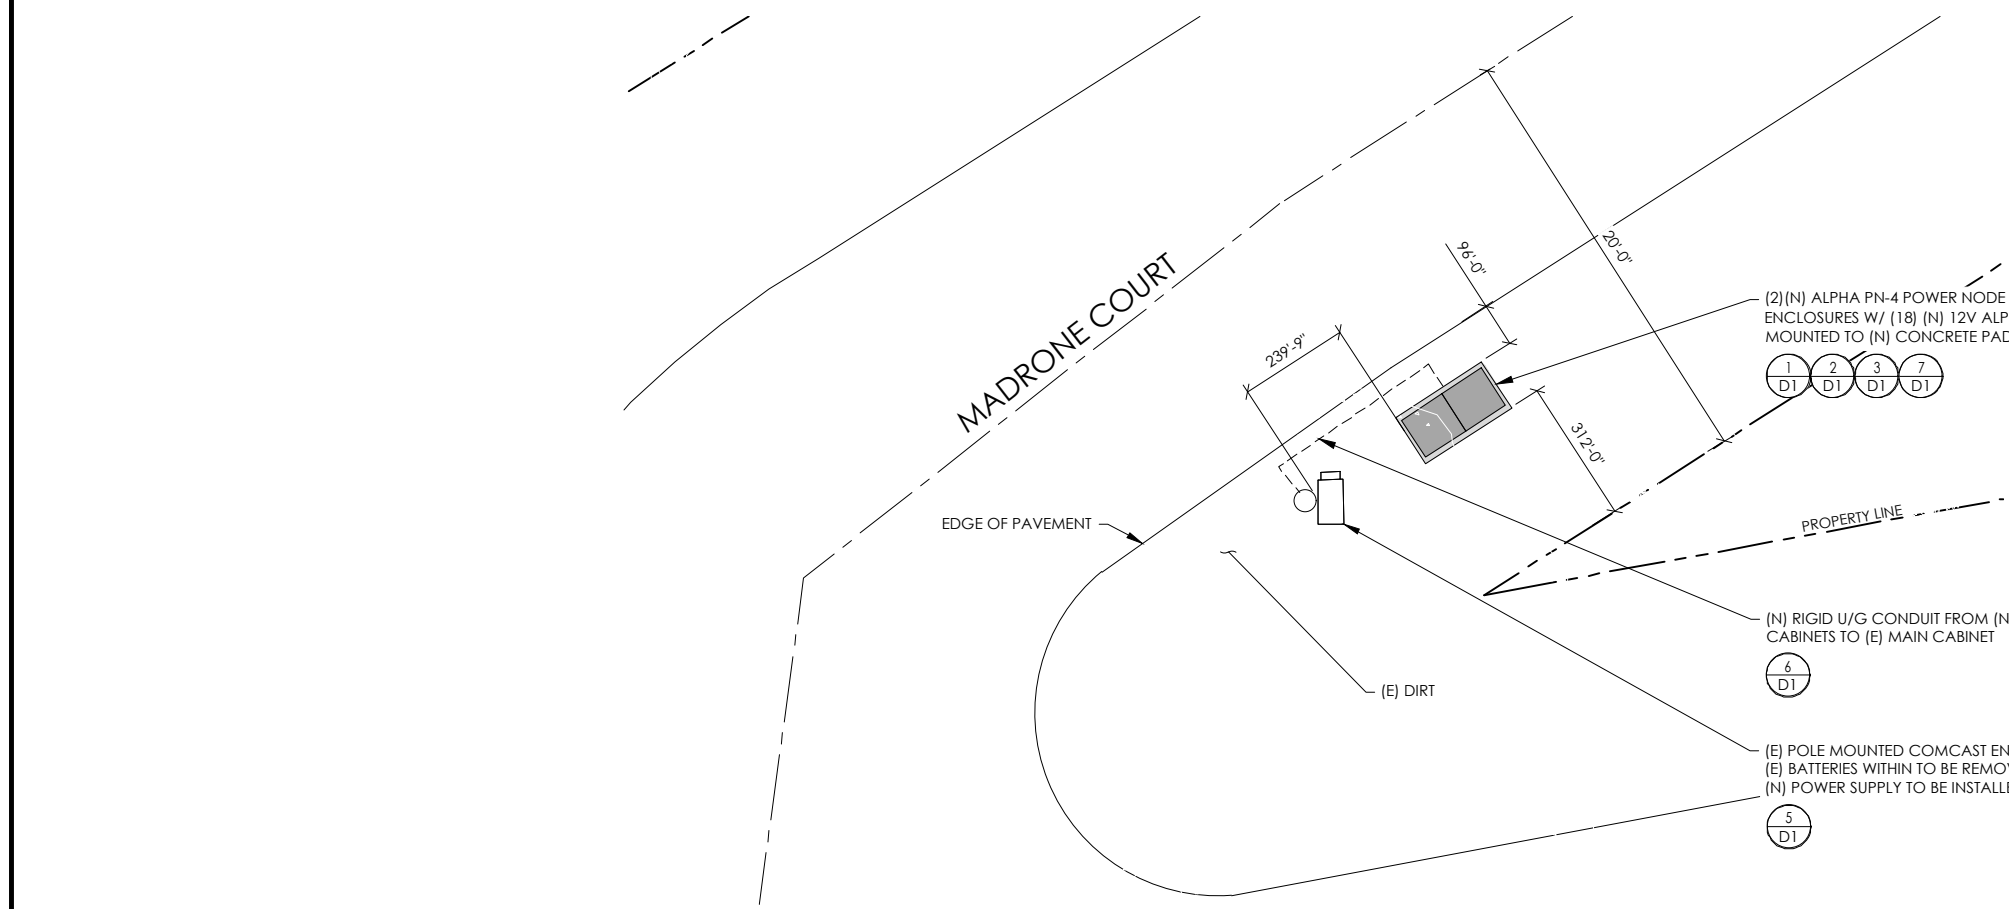 MADRONE COURT
96'-0"
20'-0"
239'-9"
312'-0"
(2)(N) ALPHA PN-4 POWER NODE
ENCLOSURES W/ (18) (N) 12V ALP
MOUNTED TO (N) CONCRETE PAD
1 2 3 7
D1 D1 D1 D1
EDGE OF PAVEMENT
PROPERTY LINE
(N) RIGID U/G CONDUIT FROM (N
CABINETS TO (E) MAIN CABINET
6
D1
(E) DIRT
(E) POLE MOUNTED COMCAST EN
(E) BATTERIES WITHIN TO BE REMOV
(N) POWER SUPPLY TO BE INSTALLE
5
D1